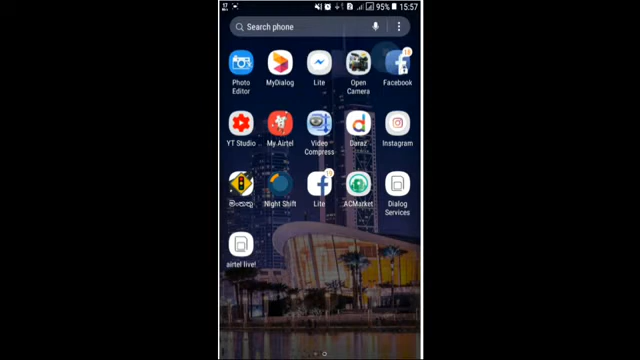 95% 15:57
Search phone
Photo Editor
MyDialog
Lite
Open Camera
Facebook
YT Studio
My Airtel
Video Compress
Daraz
Instagram
Night Shift
Lite
ACMarket
Dialog Services
airtel live!